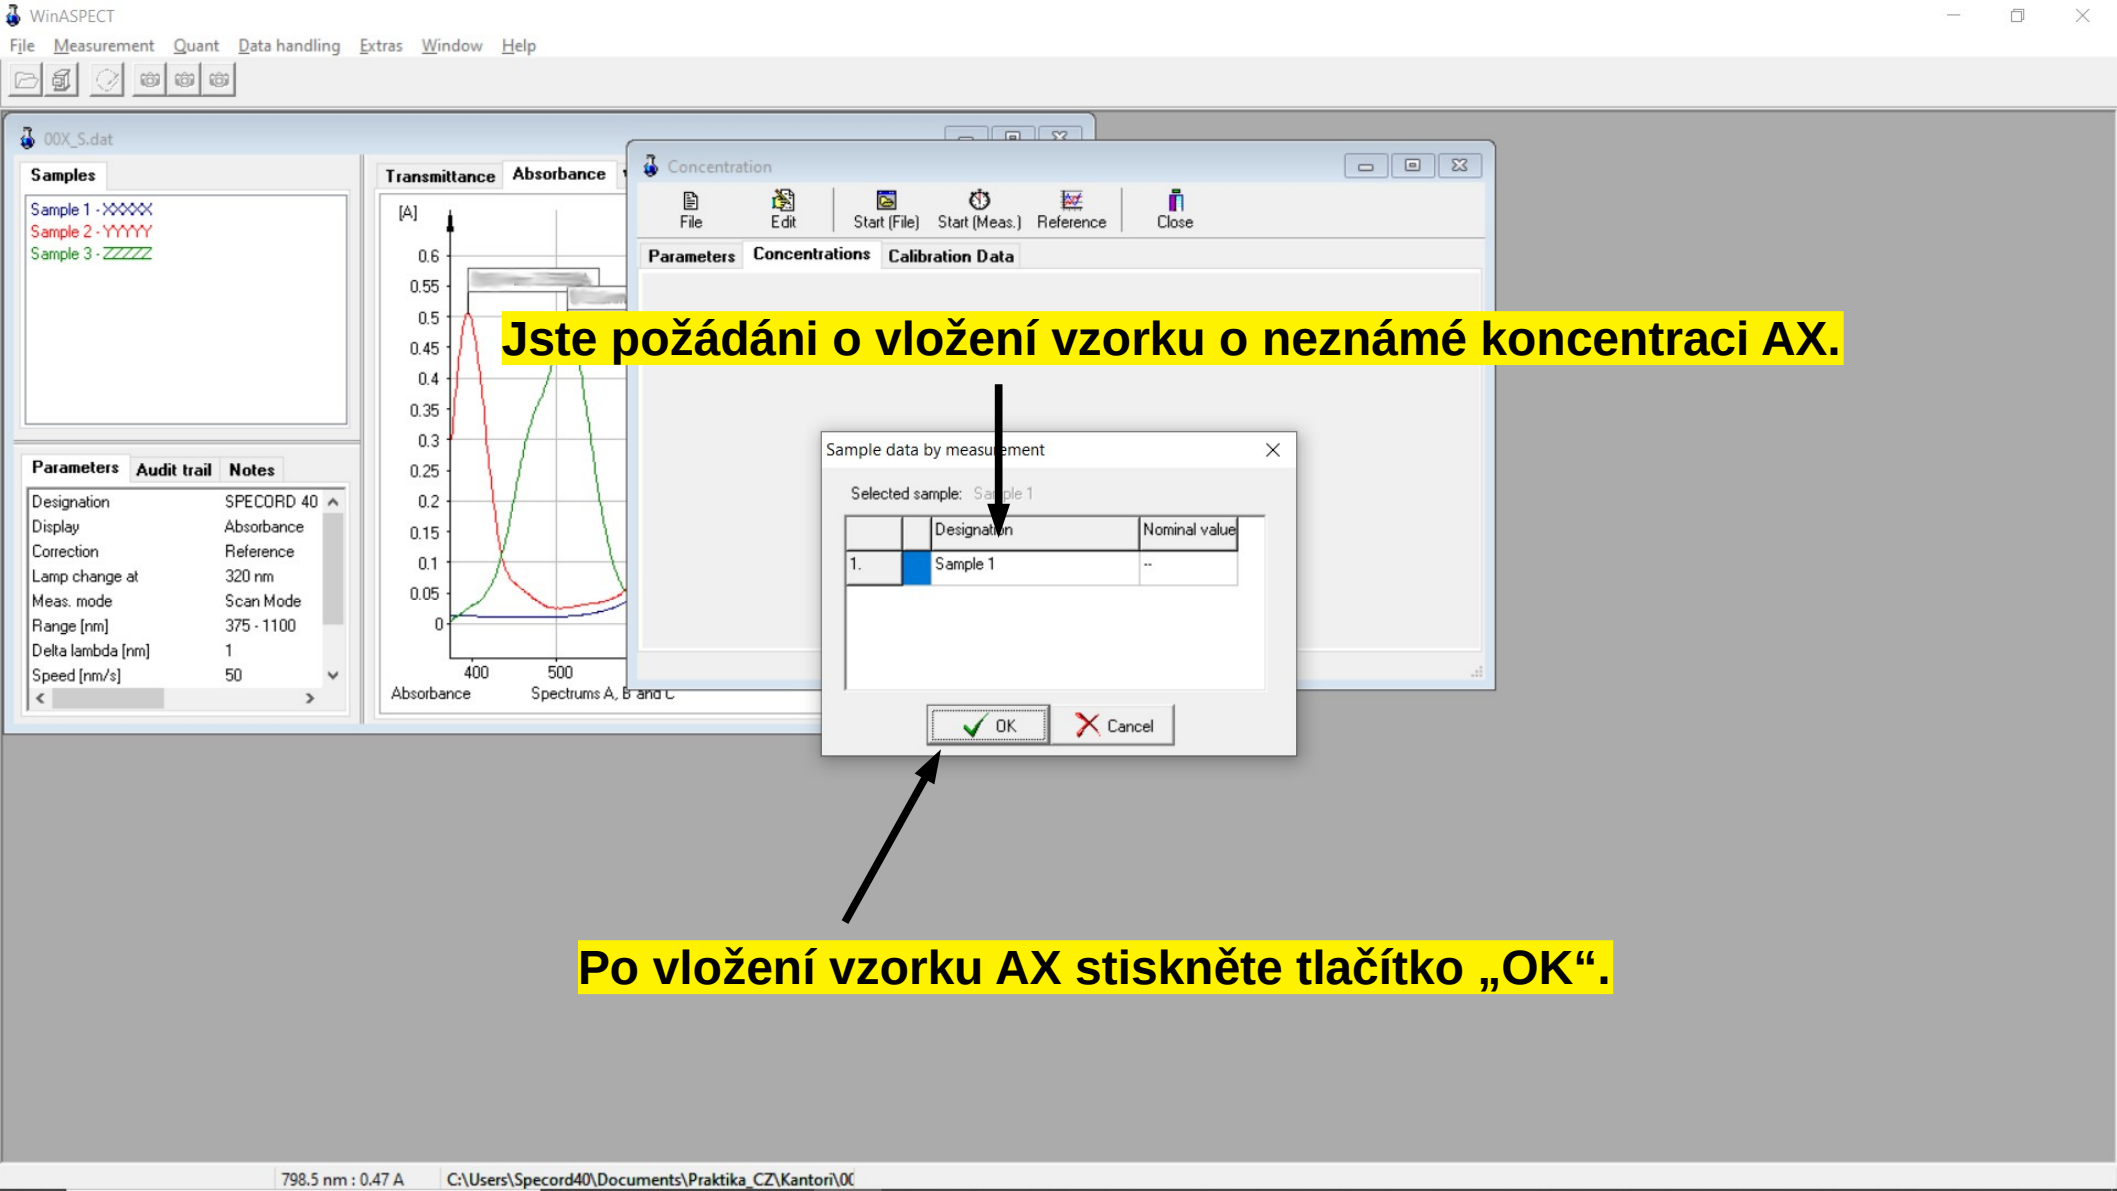 WinASPECT
File Measurement Quant Data handling Extras Window Help
00X_S.dat
Samples
Sample 1 - XXXXX
Sample 2 - YYYYY
Sample 3 - ZZZZZ
Transmittance Absorbance
[A]
0.6
0.55
0.5
0.45
0.4
0.35
0.3
0.25
0.2
0.15
0.1
0.05
0
400 500
Absorbance Spectrums A, B and C
Parameters Audit trail Notes
Designation SPECORD 40
Display Absorbance
Correction Reference
Lamp change at 320 nm
Meas. mode Scan Mode
Range [nm] 375 - 1100
Delta lambda [nm] 1
Speed [nm/s] 50
Concentration
File Edit Start (File) Start (Meas.) Reference Close
Parameters Concentrations Calibration Data
Jste požádáni o vložení vzorku o neznámé koncentraci AX.
Sample data by measurement
Selected sample: Sample 1
Designation Nominal value
1. Sample 1 --
OK Cancel
Po vložení vzorku AX stiskněte tlačítko „OK“.
798.5 nm : 0.47 A C:\Users\Specord40\Documents\Praktika_CZ\Kantori\00